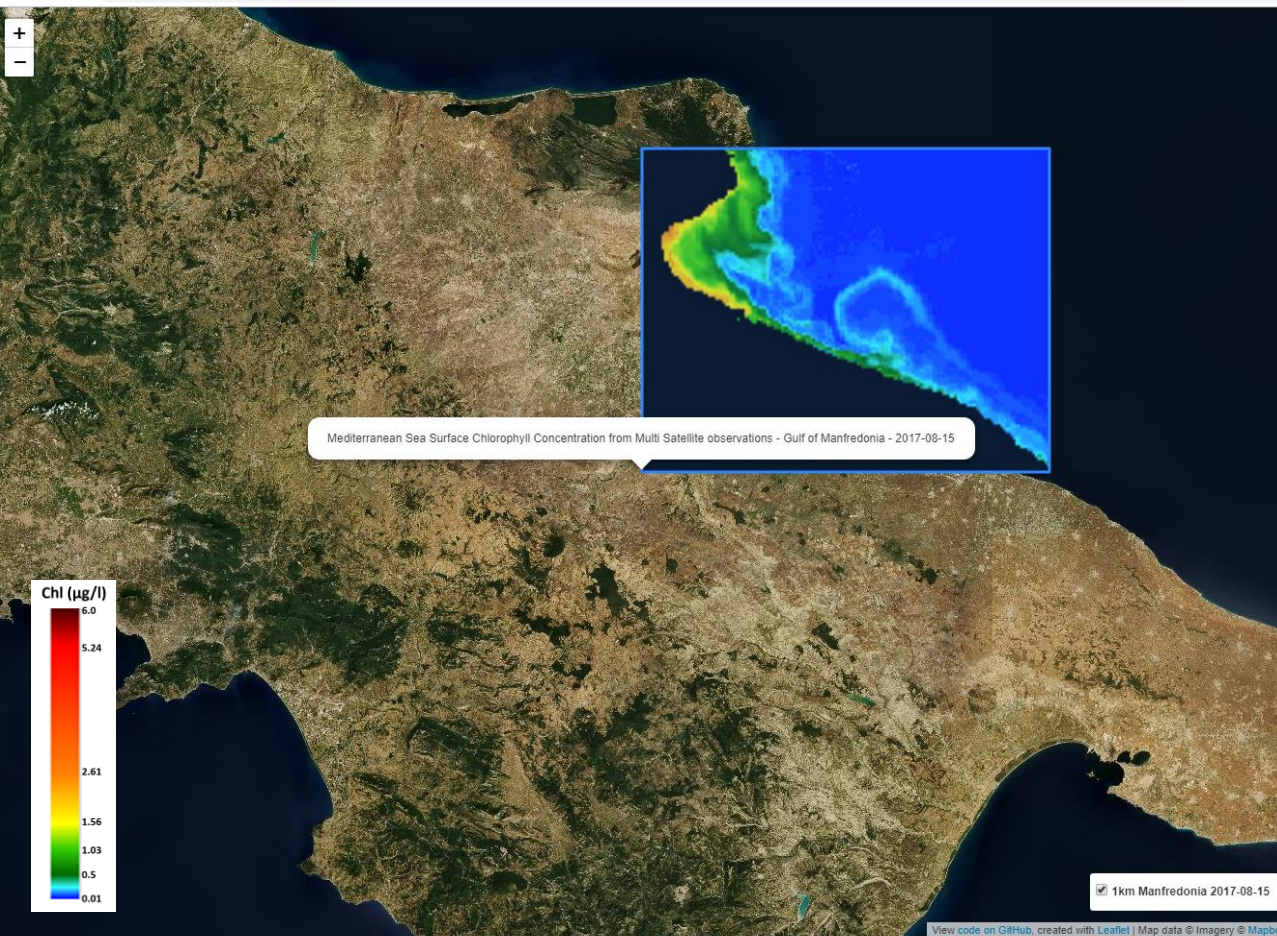 +
−
Mediterranean Sea Surface Chlorophyll Concentration from Multi Satellite observations - Gulf of Manfredonia - 2017-08-15
Chl (µg/l)
6.0
5.24
2.61
1.56
1.03
0.5
0.01
1km Manfredonia 2017-08-15
View code on GitHub, created with Leaflet | Map data © Imagery © Mapbo